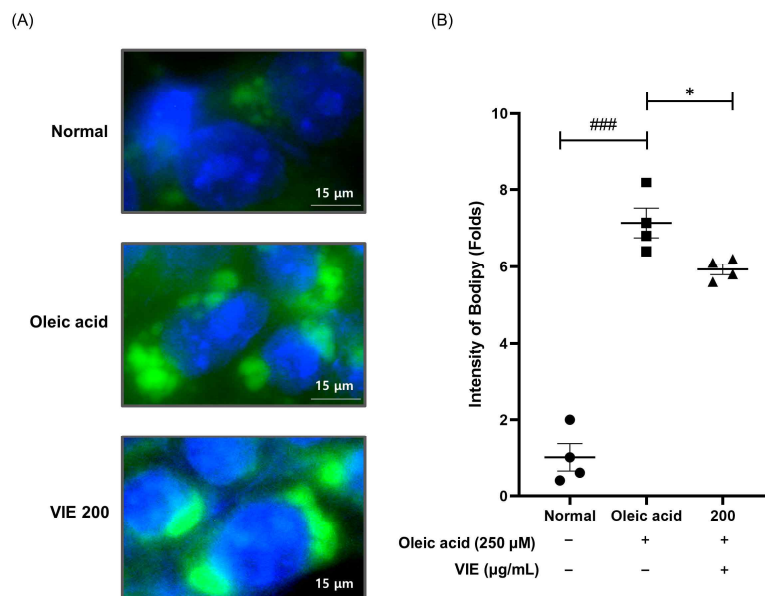 (A)
Normal
15 μm
Oleic acid
15 μm
VIE 200
15 μm
(B)
Intensity of Bodipy (Folds)
10
8
6
4
2
0
###
*
Normal Oleic acid 200
Oleic acid (250 μM) − + +
VIE (μg/mL) − − +